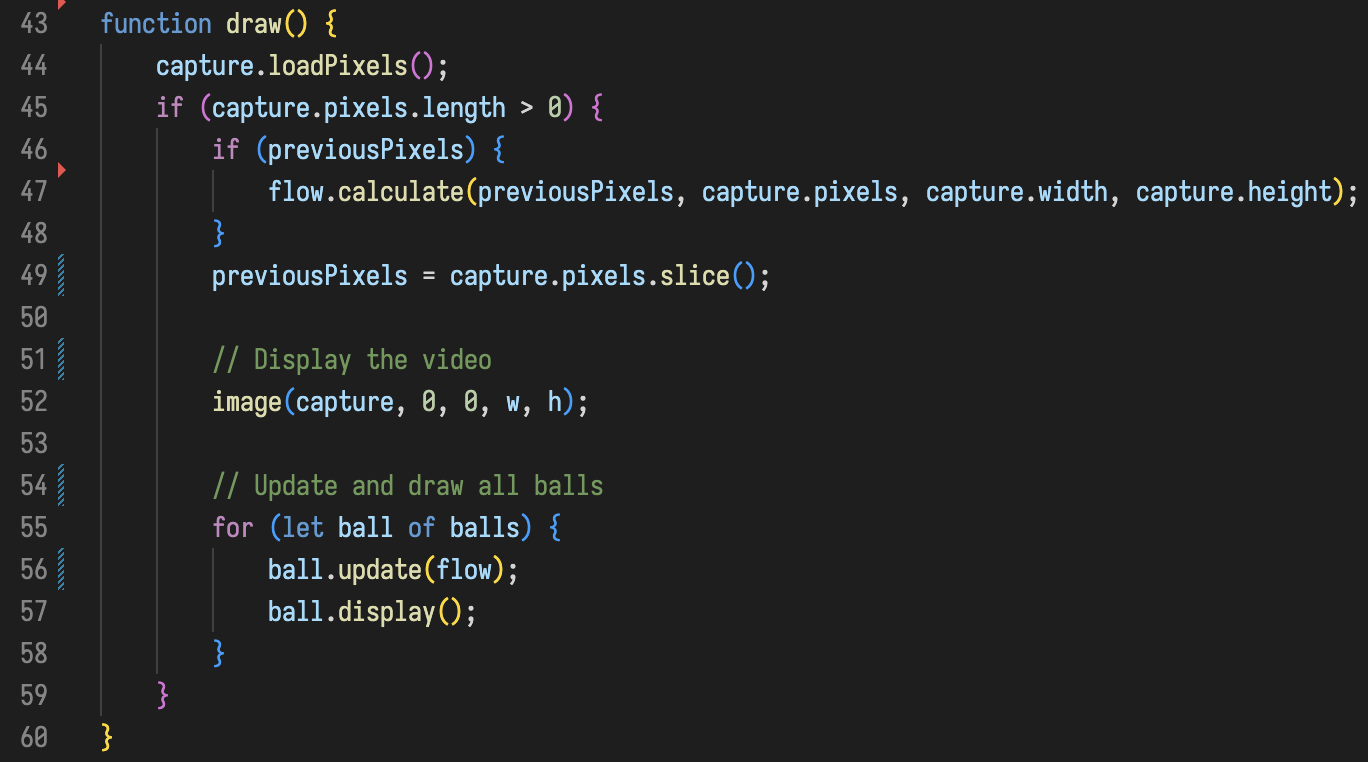 43 function draw() {
44     capture.loadPixels();
45     if (capture.pixels.length > 0) {
46         if (previousPixels) {
47             flow.calculate(previousPixels, capture.pixels, capture.width, capture.height);
48         }
49         previousPixels = capture.pixels.slice();
50
51         // Display the video
52         image(capture, 0, 0, w, h);
53
54         // Update and draw all balls
55         for (let ball of balls) {
56             ball.update(flow);
57             ball.display();
58         }
59     }
60 }